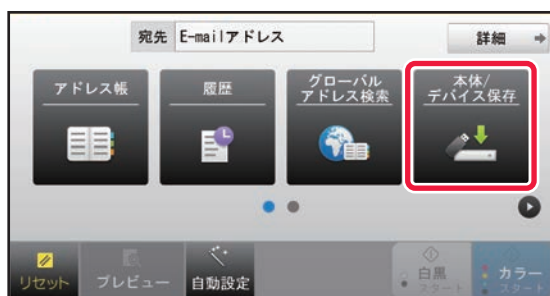 宛先 E-mailアドレス 詳細
アドレス帳
履歴
グローバル
アドレス検索
本体/
デバイス保存
リセット
プレビュー
自動設定
白黒
スタート
カラー
スタート